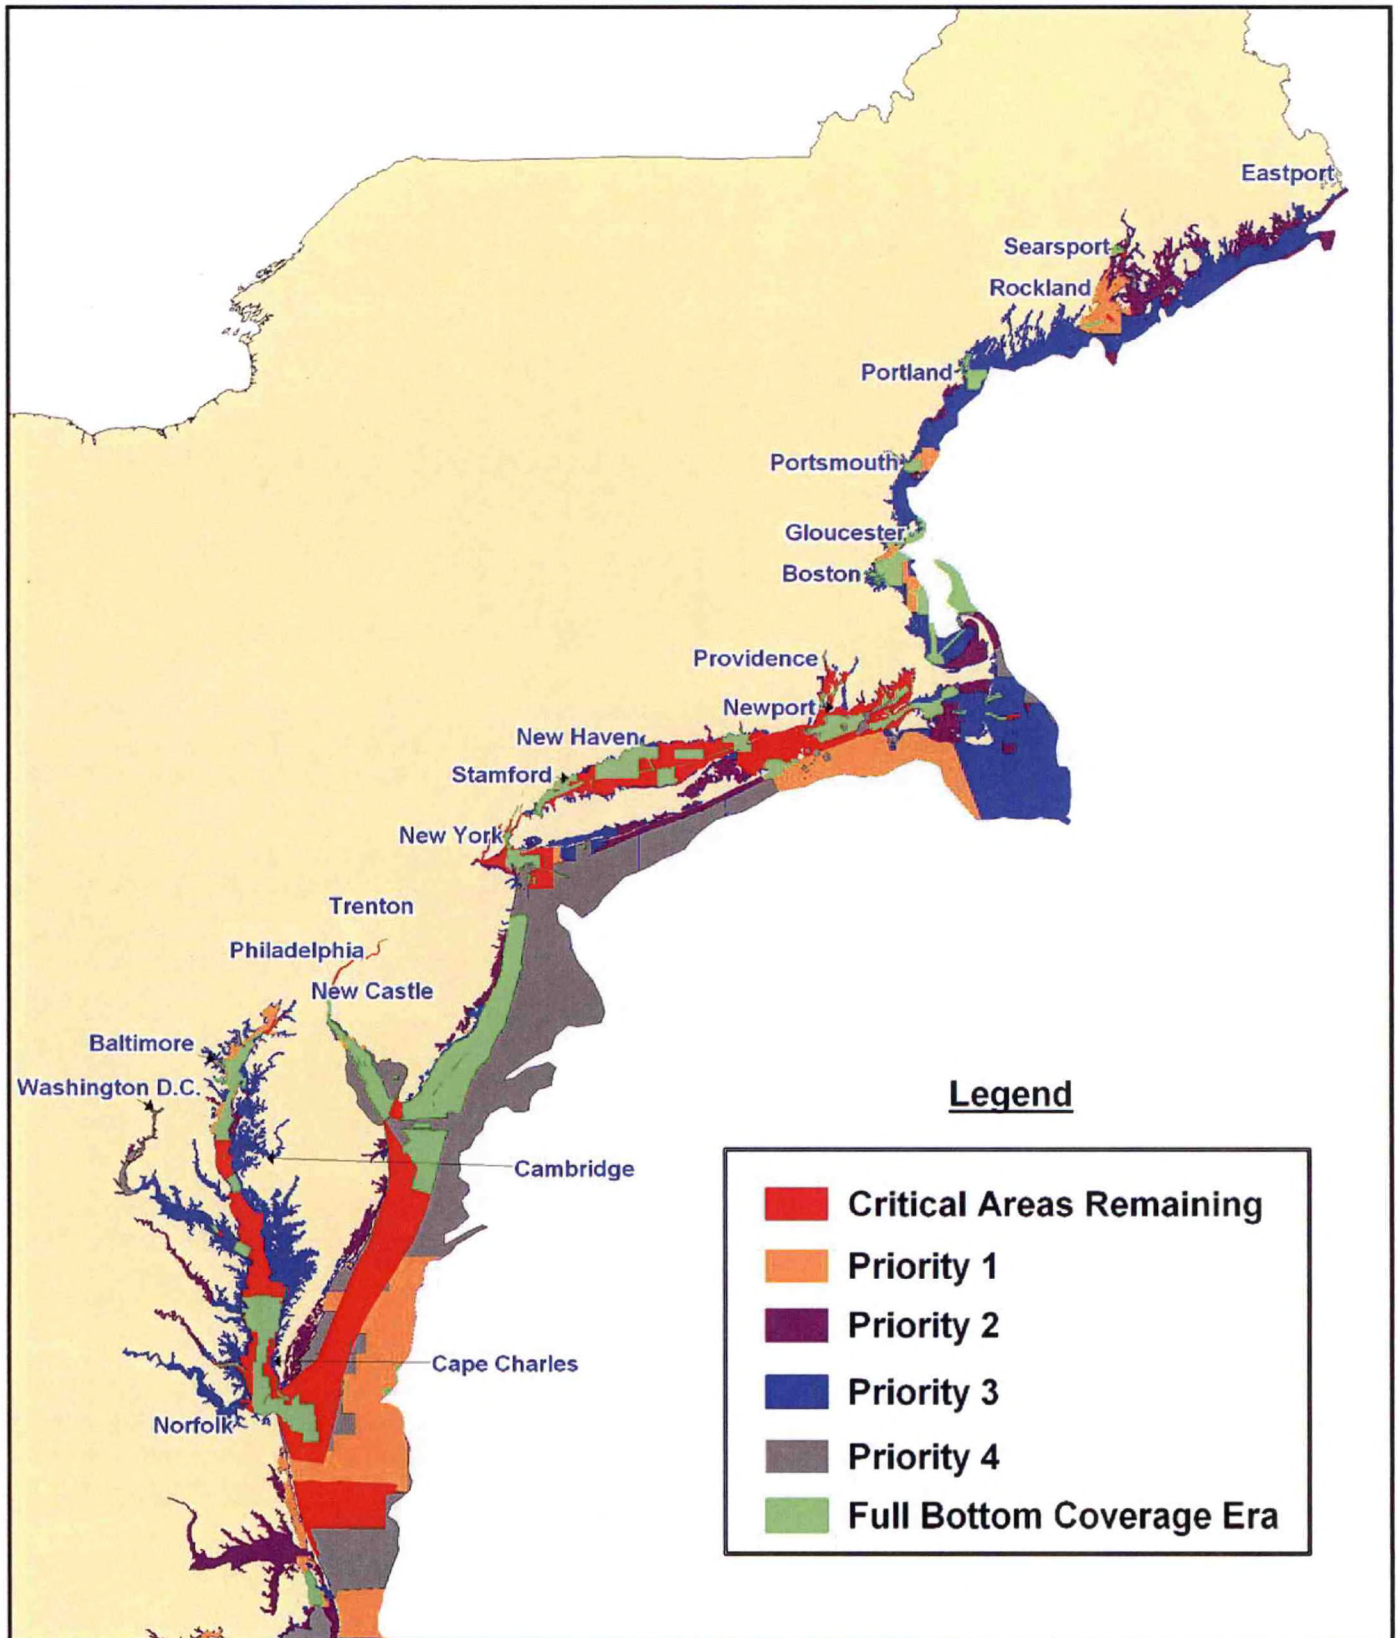 Eastport
Searsport
Rockland
Portland
Portsmouth
Gloucester
Boston
Providence
Newport
New Haven
Stamford
New York
Trenton
Philadelphia
New Castle
Baltimore
Washington D.C.
Cambridge
Cape Charles
Norfolk
Legend
Critical Areas Remaining
Priority 1
Priority 2
Priority 3
Priority 4
Full Bottom Coverage Era